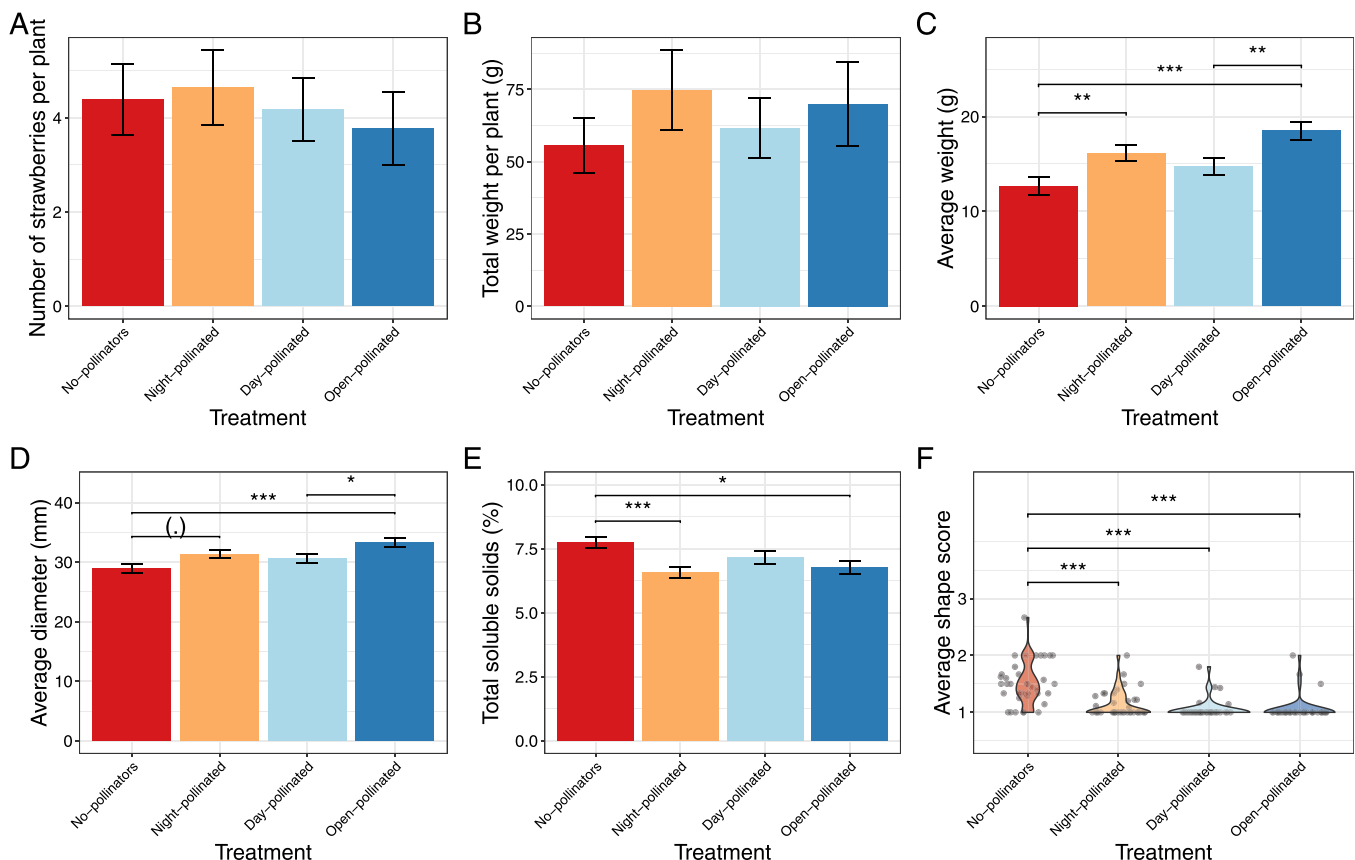 A
Number of strawberries per plant
4
2
0
No−pollinators
Night−pollinated
Day−pollinated
Open−pollinated
Treatment
B
Total weight per plant (g)
75
50
25
0
No−pollinators
Night−pollinated
Day−pollinated
Open−pollinated
Treatment
C
Average weight (g)
20
10
0
**
***
**
No−pollinators
Night−pollinated
Day−pollinated
Open−pollinated
Treatment
D
Average diameter (mm)
40
30
20
10
0
*
***
(.)
No−pollinators
Night−pollinated
Day−pollinated
Open−pollinated
Treatment
E
Total soluble solids (%)
10.0
7.5
5.0
2.5
0.0
*
***
No−pollinators
Night−pollinated
Day−pollinated
Open−pollinated
Treatment
F
Average shape score
3
2
1
***
***
***
No−pollinators
Night−pollinated
Day−pollinated
Open−pollinated
Treatment